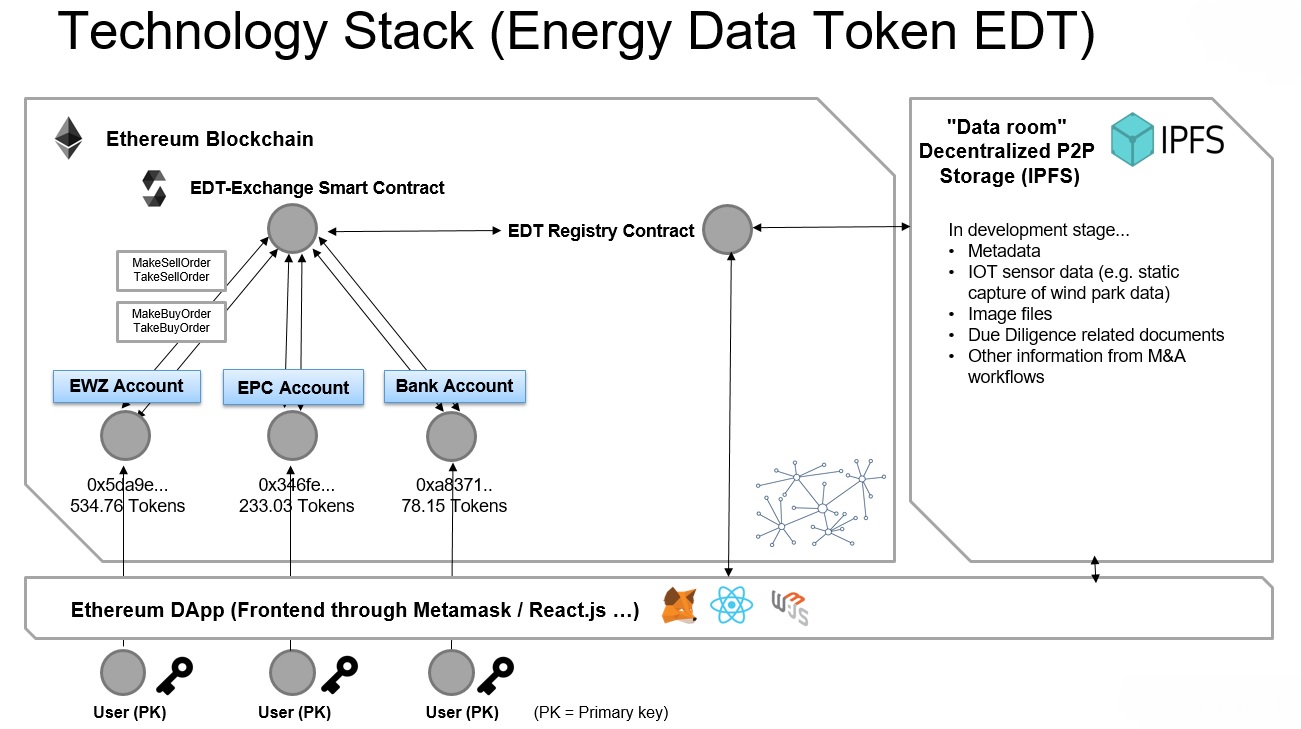 Technology Stack (Energy Data Token EDT)
Ethereum Blockchain
EDT-Exchange Smart Contract
EDT Registry Contract
MakeSellOrder
TakeSellOrder
MakeBuyOrder
TakeBuyOrder
EWZ Account
EPC Account
Bank Account
0x5da9e...
534.76 Tokens
0x346fe...
233.03 Tokens
0xa8371..
78.15 Tokens
"Data room"
Decentralized P2P
Storage (IPFS)
IPFS
In development stage...
• Metadata
• IOT sensor data (e.g. static
capture of wind park data)
• Image files
• Due Diligence related documents
• Other information from M&A
workflows
Ethereum DApp (Frontend through Metamask / React.js …)
W3JS
User (PK)
User (PK)
User (PK)
(PK = Primary key)